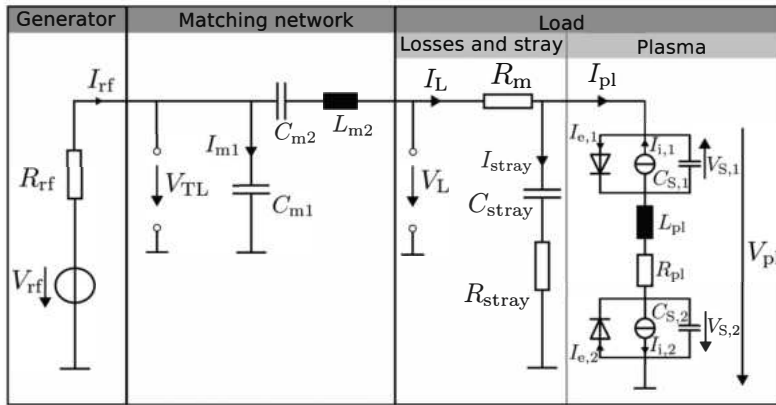 Generator
Matching network
Load
Losses and stray
Plasma
I_rf
R_rf
V_rf
V_TL
I_m1
C_m1
C_m2
L_m2
I_L
V_L
R_m
I_stray
C_stray
R_stray
I_pl
I_e,1
I_i,1
C_S,1
V_S,1
L_pl
R_pl
C_S,2
I_e,2
I_i,2
V_S,2
V_pl